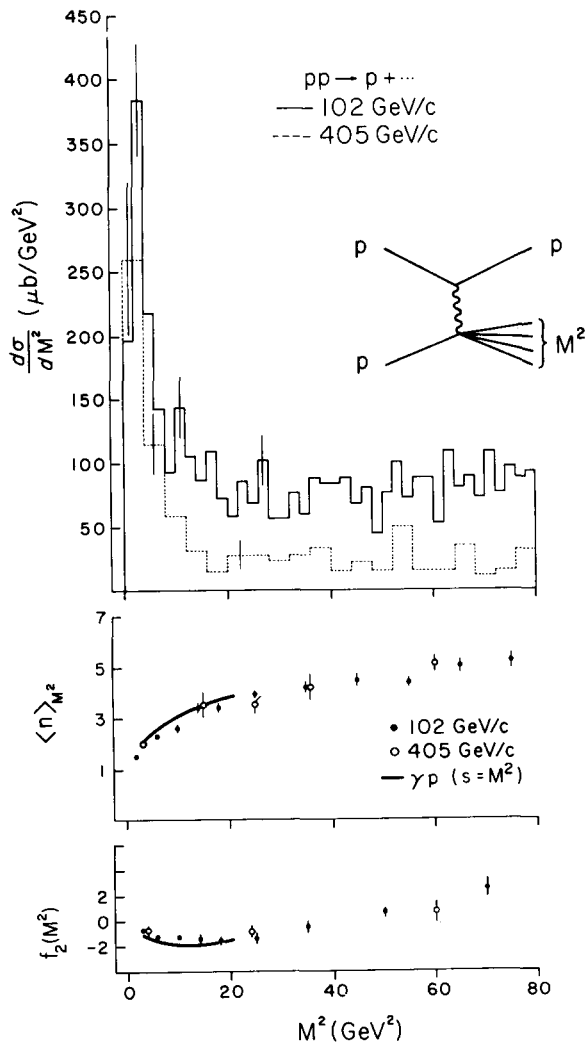 450
400
350
300
250
200
150
100
50
dσ/dM² (μb/GeV²)
pp → p + ...
102 GeV/c
405 GeV/c
p
p
p
M²
7
5
3
1
⟨n⟩M²
102 GeV/c
405 GeV/c
γp (s=M²)
2
0
-2
f₂(M²)
0
20
40
60
80
M² (GeV²)